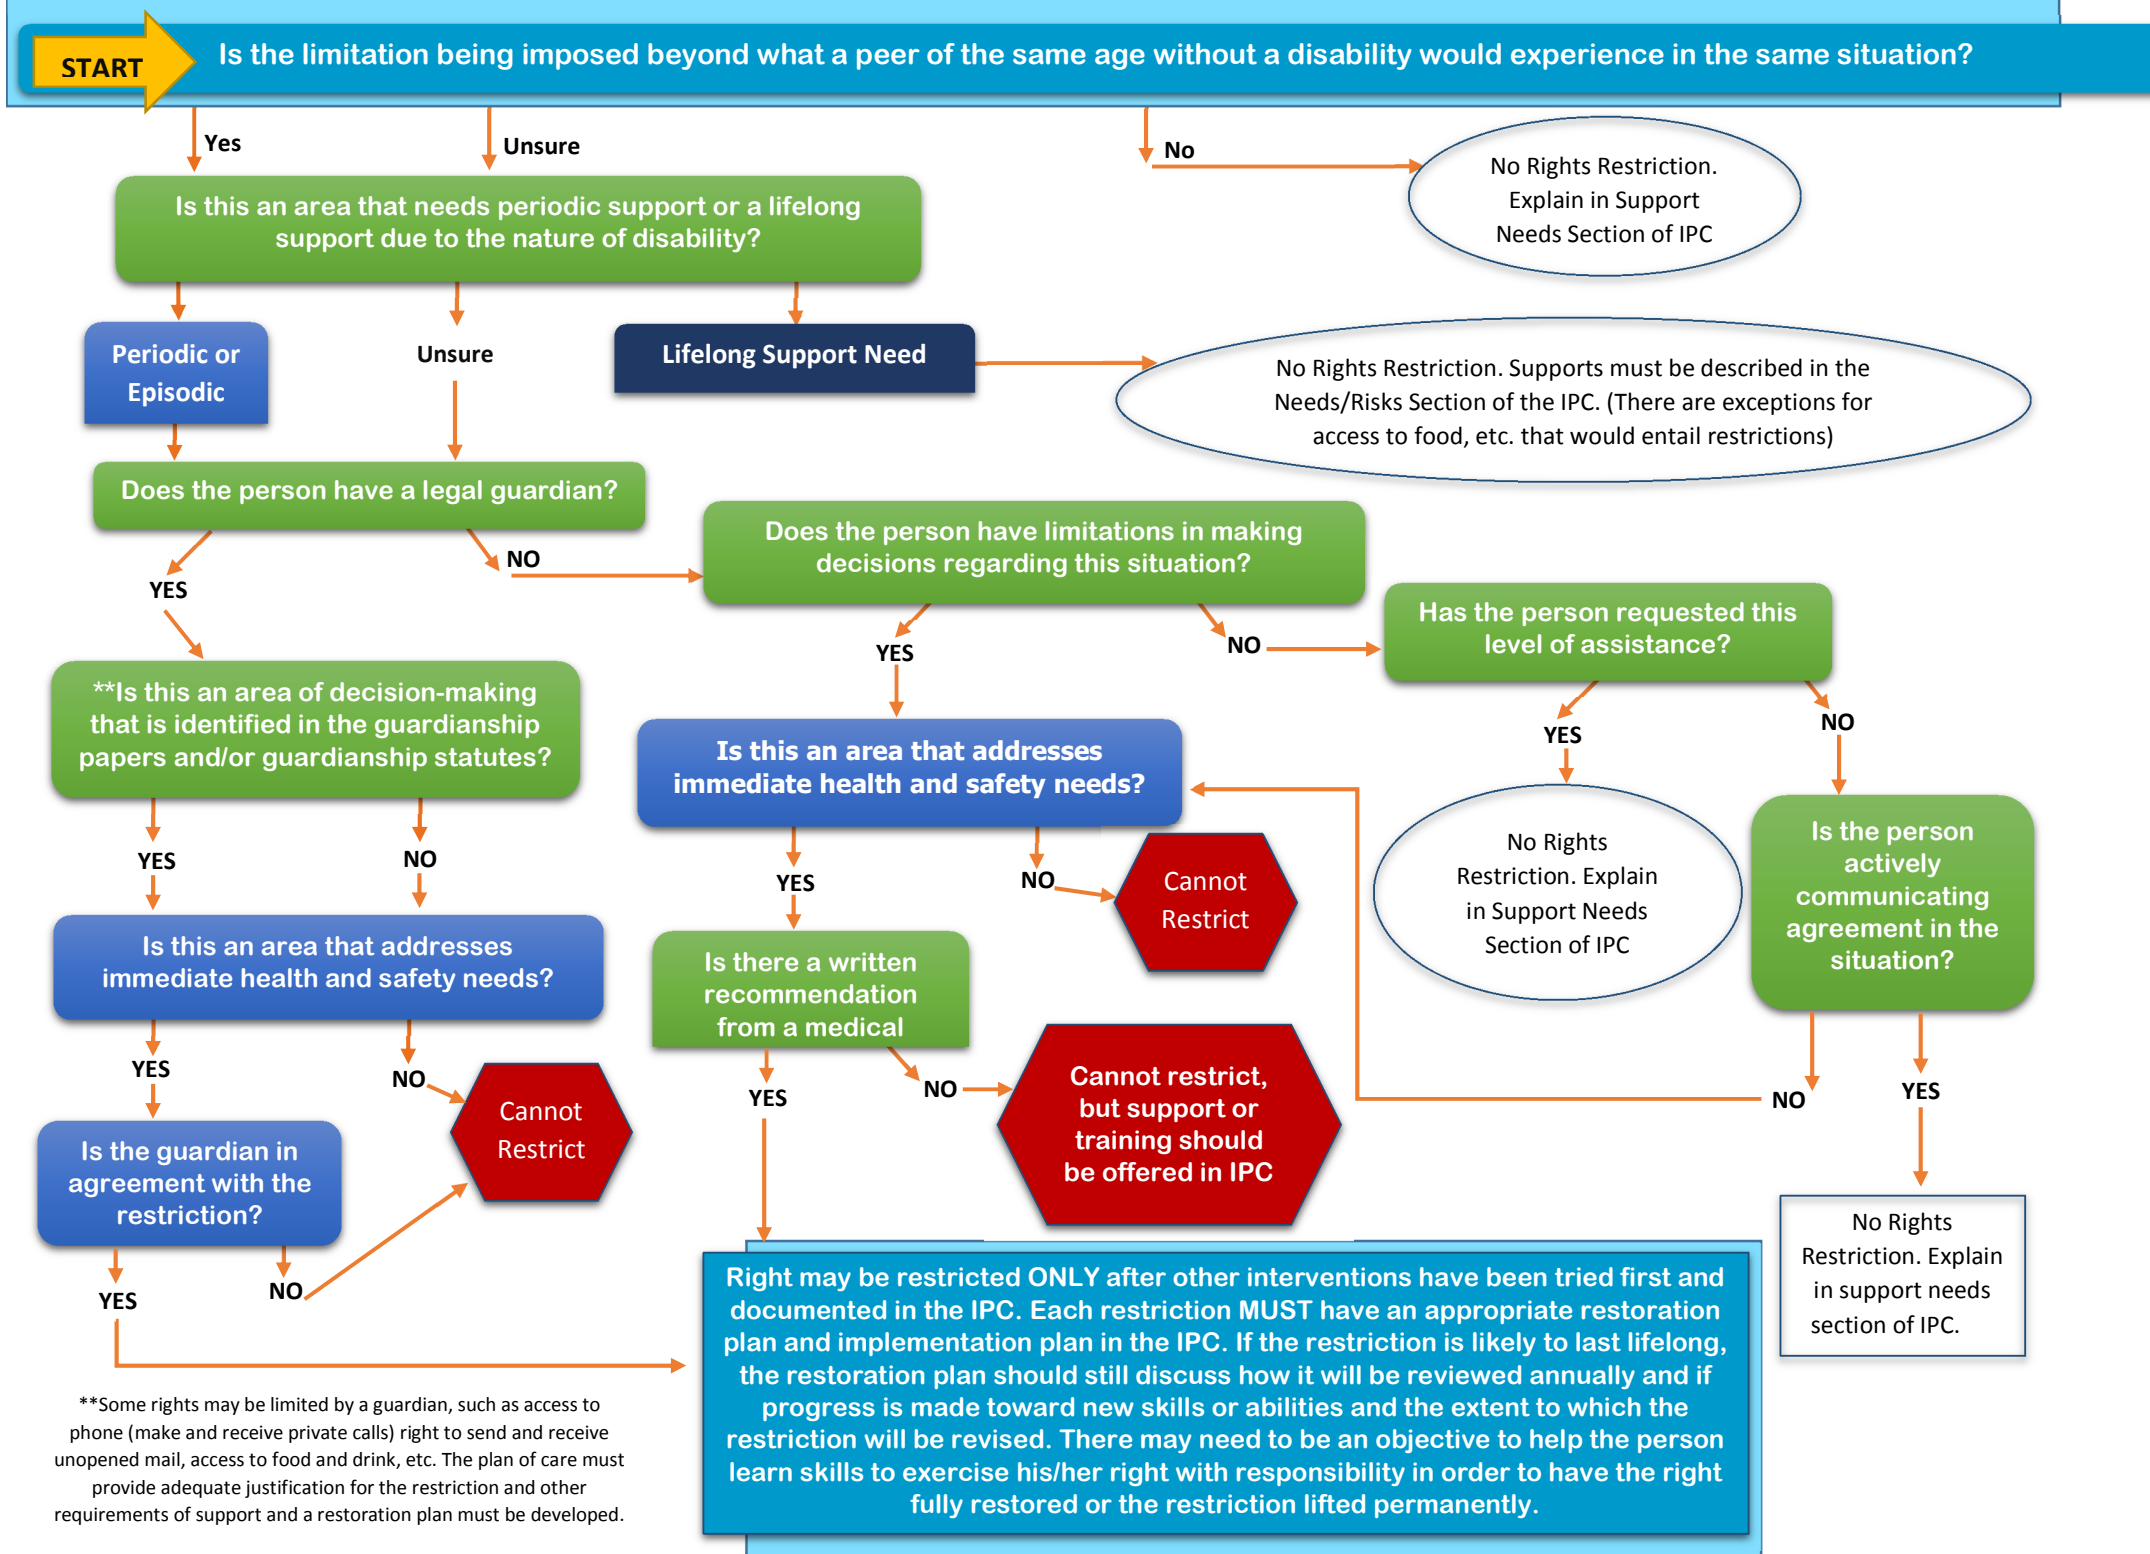 START
Is the limitation being imposed beyond what a peer of the same age without a disability would experience in the same situation?
Yes
Unsure
No
No Rights Restriction.
Explain in Support
Needs Section of IPC
Is this an area that needs periodic support or a lifelong
support due to the nature of disability?
Periodic or
Episodic
Unsure
Lifelong Support Need
No Rights Restriction. Supports must be described in the
Needs/Risks Section of the IPC. (There are exceptions for
access to food, etc. that would entail restrictions)
Does the person have a legal guardian?
YES
NO
Does the person have limitations in making
decisions regarding this situation?
YES
NO
Has the person requested this
level of assistance?
YES
NO
**Is this an area of decision-making
that is identified in the guardianship
papers and/or guardianship statutes?
YES
NO
Is this an area that addresses
immediate health and safety needs?
YES
NO
Cannot
Restrict
No Rights
Restriction. Explain
in Support Needs
Section of IPC
Is the person
actively
communicating
agreement in the
situation?
NO
YES
Is this an area that addresses
immediate health and safety needs?
YES
NO
Cannot
Restrict
Is there a written
recommendation
from a medical
YES
NO
Cannot restrict,
but support or
training should
be offered in IPC
Is the guardian in
agreement with the
restriction?
YES
NO
No Rights
Restriction. Explain
in support needs
section of IPC.
Right may be restricted ONLY after other interventions have been tried first and
documented in the IPC. Each restriction MUST have an appropriate restoration
plan and implementation plan in the IPC. If the restriction is likely to last lifelong,
the restoration plan should still discuss how it will be reviewed annually and if
progress is made toward new skills or abilities and the extent to which the
restriction will be revised. There may need to be an objective to help the person
learn skills to exercise his/her right with responsibility in order to have the right
fully restored or the restriction lifted permanently.
**Some rights may be limited by a guardian, such as access to
phone (make and receive private calls) right to send and receive
unopened mail, access to food and drink, etc. The plan of care must
provide adequate justification for the restriction and other
requirements of support and a restoration plan must be developed.